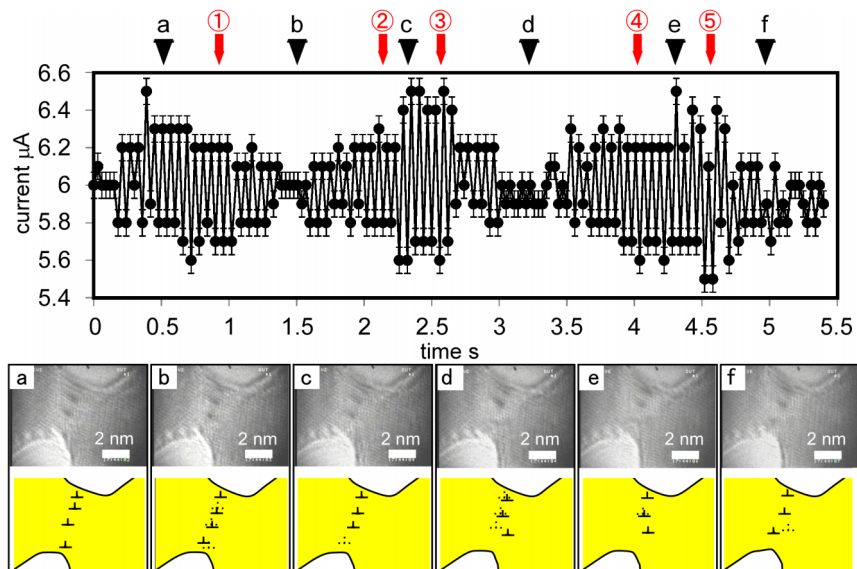 a ① b ② c ③ d ④ e ⑤ f
6.6
6.4
6.2
6
5.8
5.6
5.4
current μA
0 0.5 1 1.5 2 2.5 3 3.5 4 4.5 5 5.5
time s
a b c d e f
2 nm 2 nm 2 nm 2 nm 2 nm 2 nm